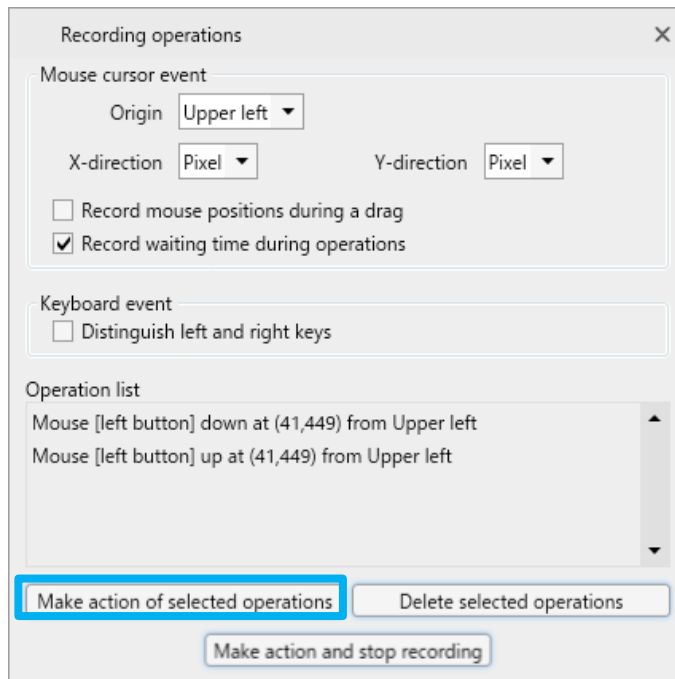 Recording operations
Mouse cursor event
Origin Upper left
X-direction Pixel Y-direction Pixel
Record mouse positions during a drag
Record waiting time during operations
Keyboard event
Distinguish left and right keys
Operation list
Mouse [left button] down at (41,449) from Upper left
Mouse [left button] up at (41,449) from Upper left
Make action of selected operations Delete selected operations
Make action and stop recording